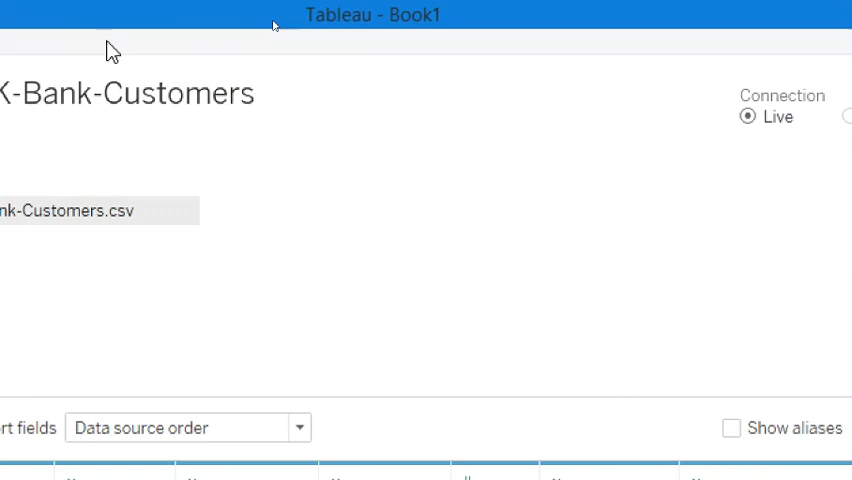 Tableau - Book1
K-Bank-Customers
Connection
Live
nk-Customers.csv
rt fields Data source order Show aliases